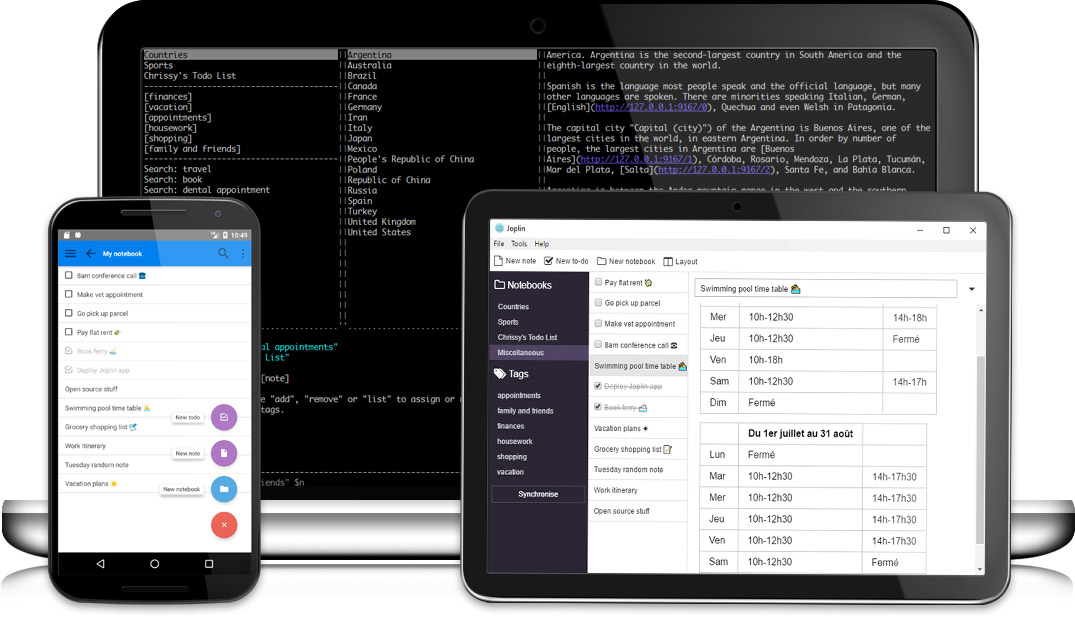 Countries
Sports
Chrissy's Todo List
[finances]
[vacation]
[appointments]
[housework]
[shopping]
[family and friends]
Search: travel
Search: book
Search: dental appointment
Argentina
Australia
Brazil
Canada
France
Germany
Iran
Italy
Japan
Mexico
People's Republic of China
Poland
Republic of China
Russia
Spain
Turkey
United Kingdom
United States
America. Argentina is the second-largest country in South America and the
eighth-largest country in the world.
Spanish is the language most people speak and the official language, but many
other languages are spoken. There are minorities speaking Italian, German,
[English](http://127.0.0.1:9167/0), Quechua and even Welsh in Patagonia.
The capital city "Capital (city)") of the Argentina is Buenos Aires, one of the
largest cities in the world, in eastern Argentina. In order by number of
people, the largest cities in Argentina are [Buenos
Aires](http://127.0.0.1:9167/1), Córdoba, Rosario, Mendoza, La Plata, Tucumán,
Mar del Plata, [Salta](http://127.0.0.1:9167/2), Santa Fe, and Bahía Blanca.
Argentina is between the Andes mountain range in the west and the southern
al appointments"
List"
[note]
e "add", "remove" or "list" to assign or
tags.
iends" $n
10:49
My notebook
8am conference call ☎
Make vet appointment
Go pick up parcel
Pay flat rent 💸
Book ferry ⛴
Deploy Joplin app
Open source stuff
Swimming pool time table 🏊
Grocery shopping list 📝
Work itinerary
Tuesday random note
Vacation plans ☀
New todo
New note
New notebook
Joplin
File Tools Help
New note New to-do New notebook Layout
Notebooks
Countries
Sports
Chrissy's Todo List
Miscellaneous
Tags
appointments
family and friends
finances
housework
shopping
vacation
Synchronise
Pay flat rent 💸
Go pick up parcel
Make vet appointment
8am conference call ☎
Swimming pool time table 🏊
Deploy Joplin app
Book ferry ⛴
Vacation plans ☀
Grocery shopping list 📝
Tuesday random note
Work itinerary
Open source stuff
Swimming pool time table 🏊
Mer 10h-12h30 14h-18h
Jeu 10h-12h30 Fermé
Ven 10h-18h
Sam 10h-12h30 14h-17h
Dim Fermé
Du 1er juillet au 31 août
Lun Fermé
Mar 10h-12h30 14h-17h30
Mer 10h-12h30 14h-17h30
Jeu 10h-12h30 14h-17h30
Ven 10h-12h30 14h-17h30
Sam 10h-12h30 Fermé